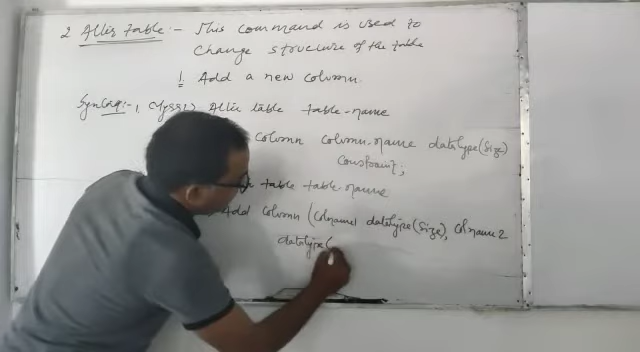 2 Alter Table:- This command is used to
change structure of the table
1. Add a new column.
Syntax:-, Alter table table-name
column column-name datatype(size)
constraint;
table table-name
Add column (colname1 datatype(size), colname2
datatype(